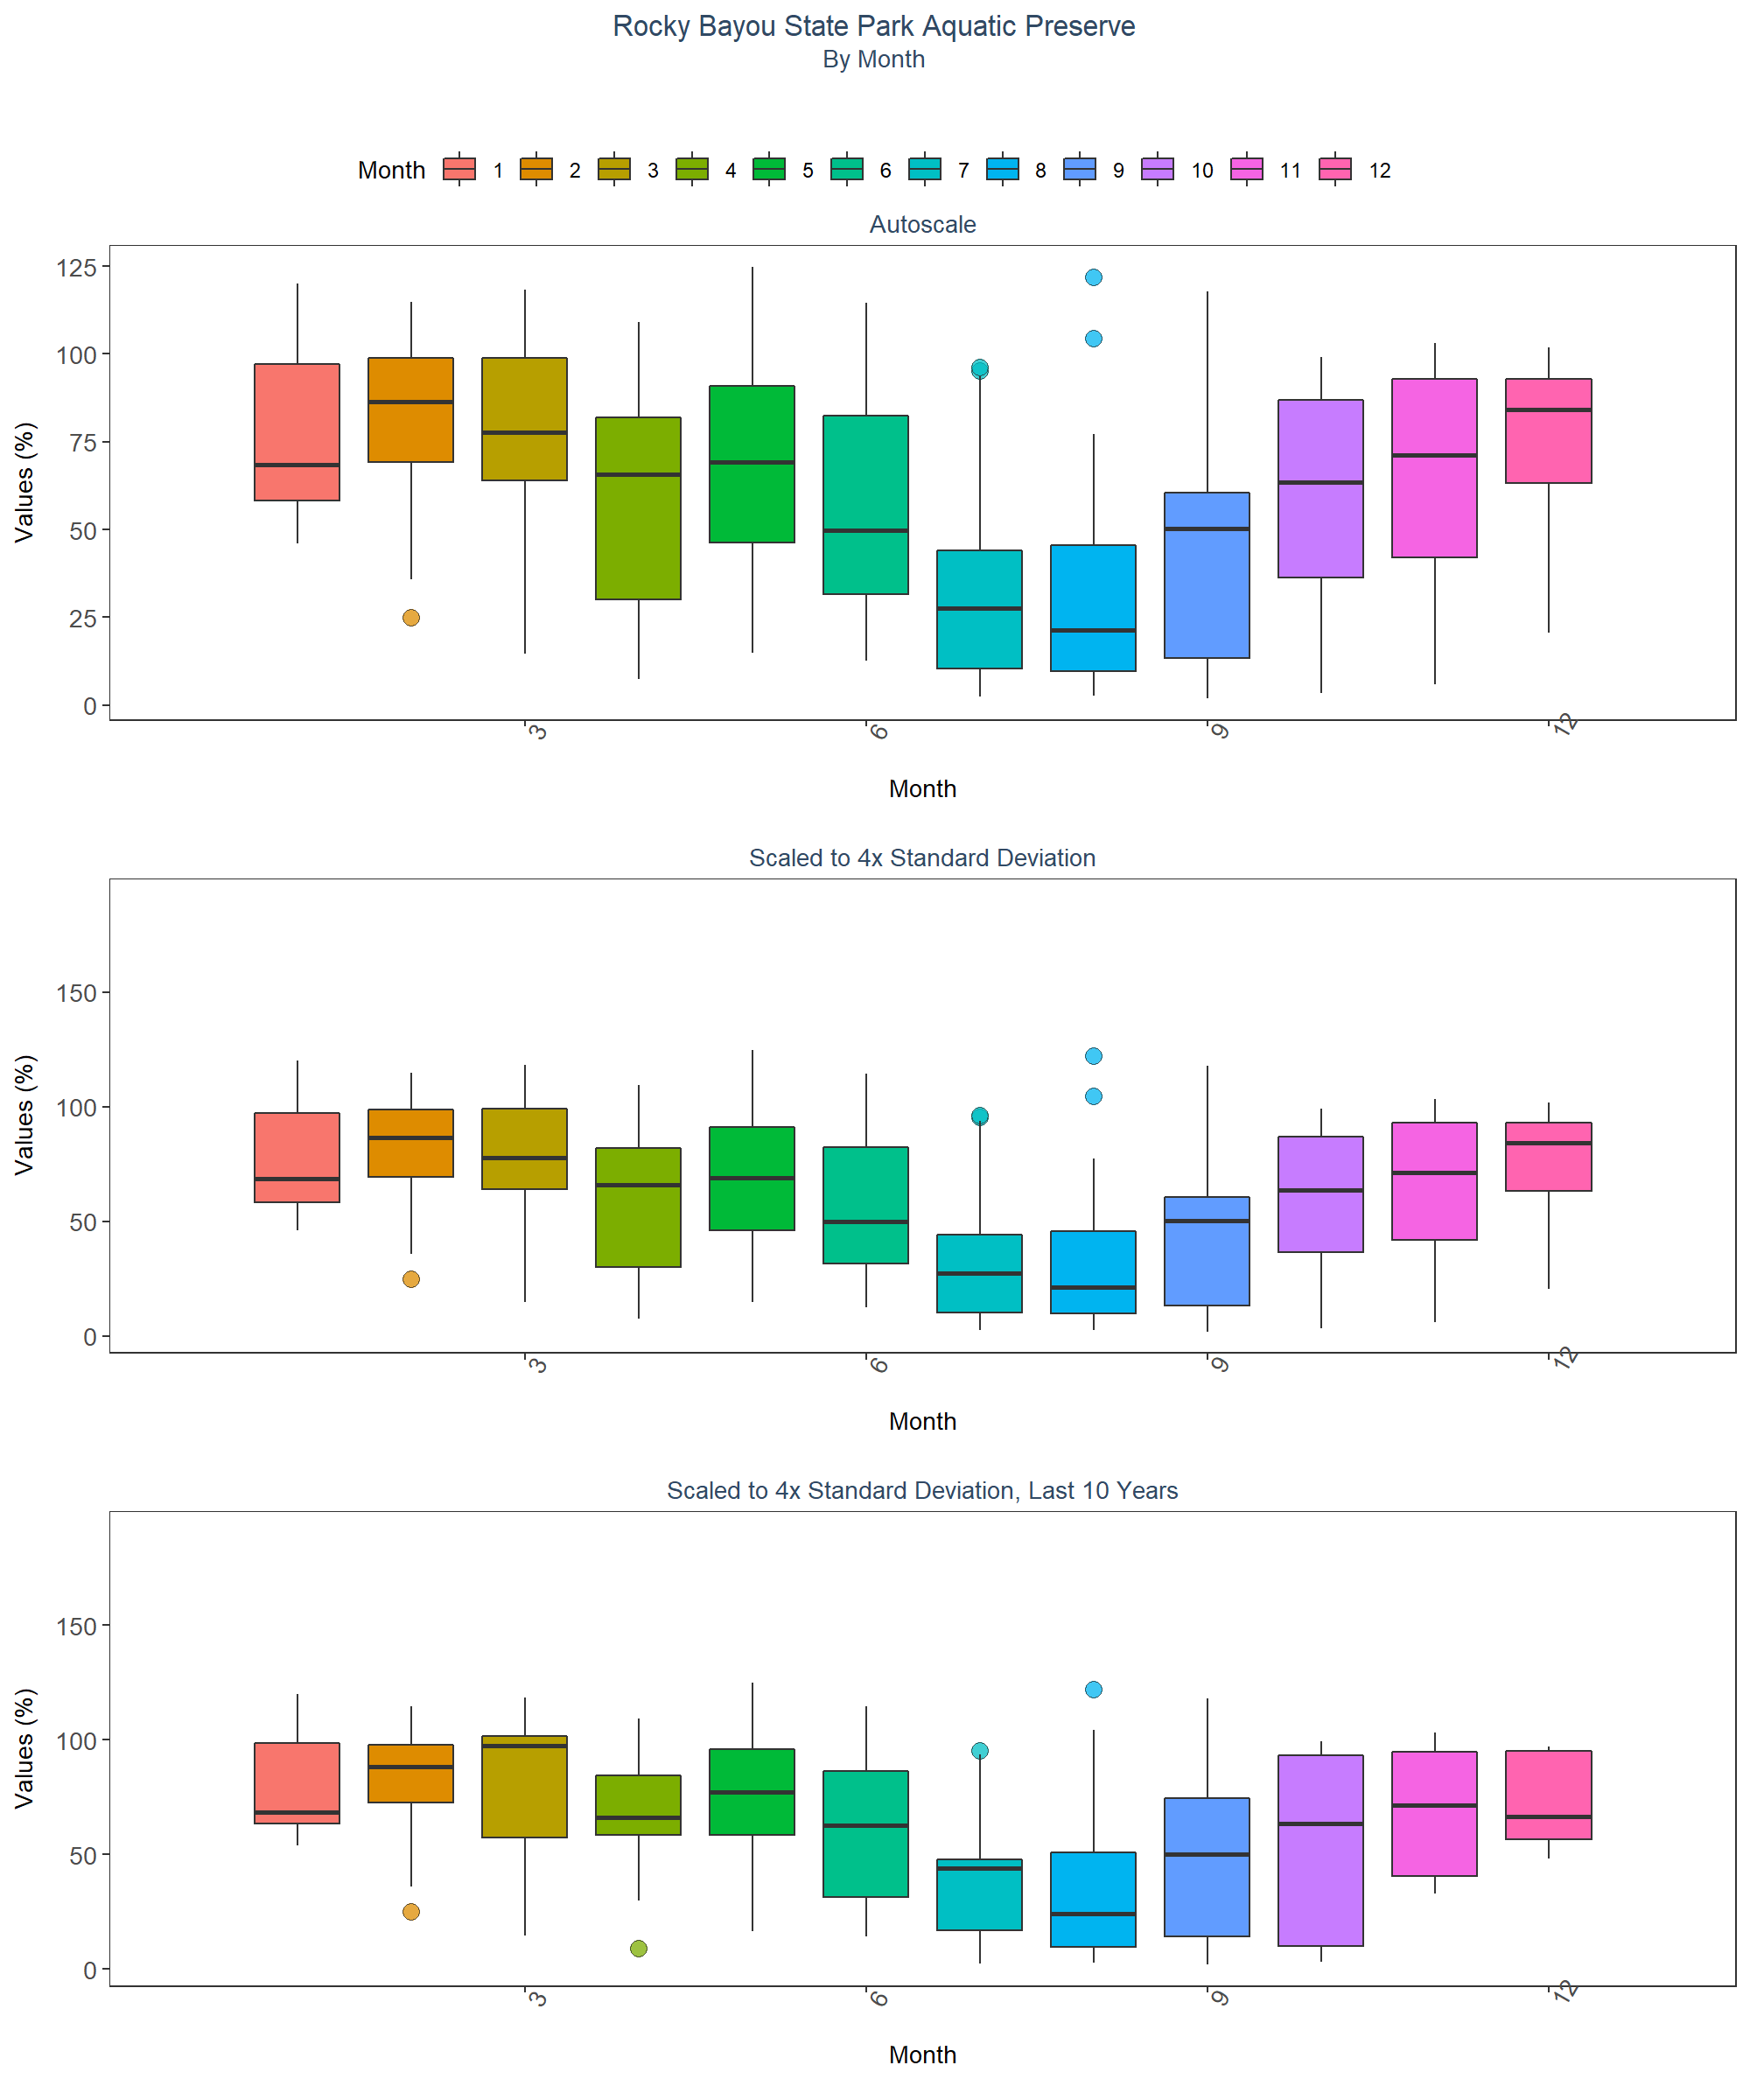 Rocky Bayou State Park Aquatic Preserve
By Month
Month 1 2 3 4 5 6 7 8 9 10 11 12
Autoscale
125
100
75
50
25
0
Values (%)
3 6 9 12
Month
Scaled to 4x Standard Deviation
150
100
50
0
Values (%)
3 6 9 12
Month
Scaled to 4x Standard Deviation, Last 10 Years
150
100
50
0
Values (%)
3 6 9 12
Month